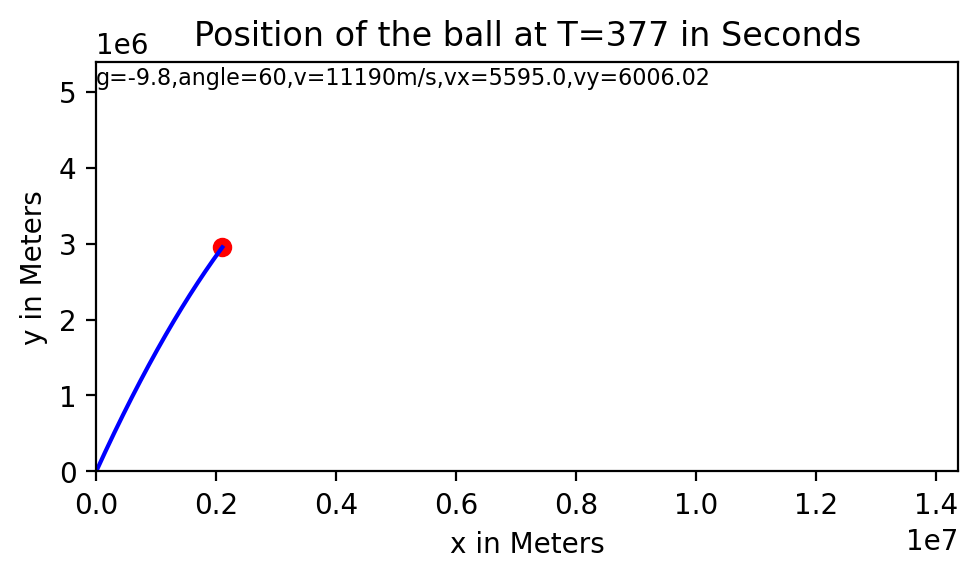 Position of the ball at T=377 in Seconds
1e6
g=-9.8,angle=60,v=11190m/s,vx=5595.0,vy=6006.02
5
4
3
2
1
0
y in Meters
0.0 0.2 0.4 0.6 0.8 1.0 1.2 1.4
x in Meters
1e7